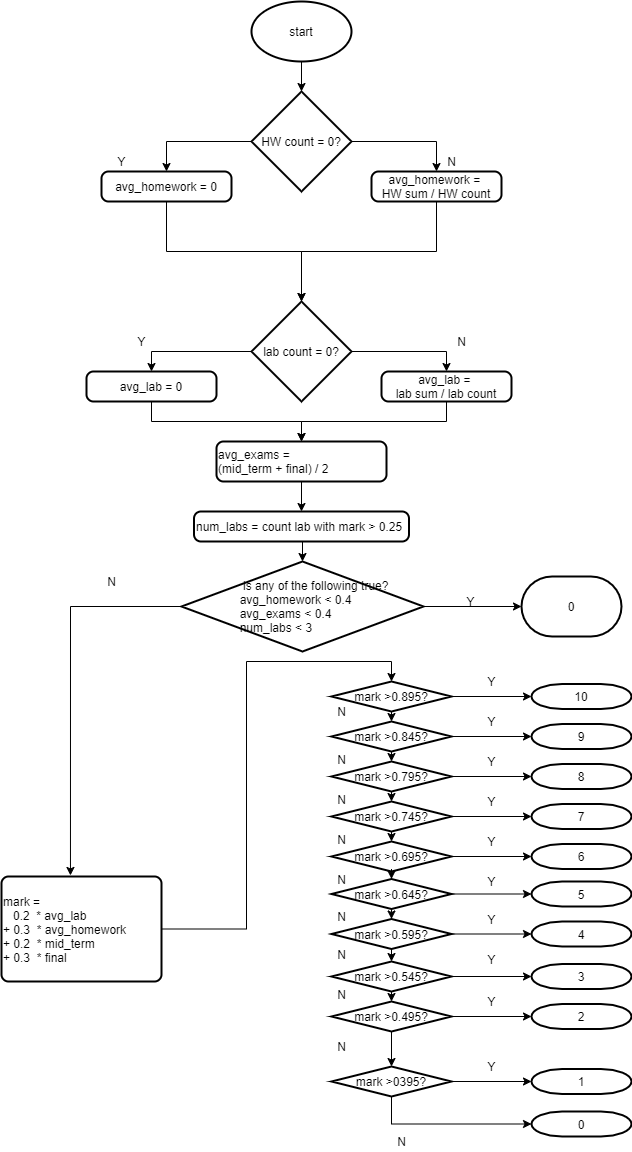 start
HW count = 0?
Y
N
avg_homework = 0
avg_homework =
HW sum / HW count
lab count = 0?
Y
N
avg_lab = 0
avg_lab =
lab sum / lab count
avg_exams =
(mid_term + final) / 2
num_labs = count lab with mark > 0.25
Is any of the following true?
avg_homework < 0.4
avg_exams < 0.4
num_labs < 3
N
Y
0
mark =
0.2 * avg_lab
+ 0.3 * avg_homework
+ 0.2 * mid_term
+ 0.3 * final
mark >0.895?
Y
10
N
mark >0.845?
Y
9
N
mark >0.795?
Y
8
N
mark >0.745?
Y
7
N
mark >0.695?
Y
6
N
mark >0.645?
Y
5
N
mark >0.595?
Y
4
N
mark >0.545?
Y
3
N
mark >0.495?
Y
2
N
mark >0395?
Y
1
N
0